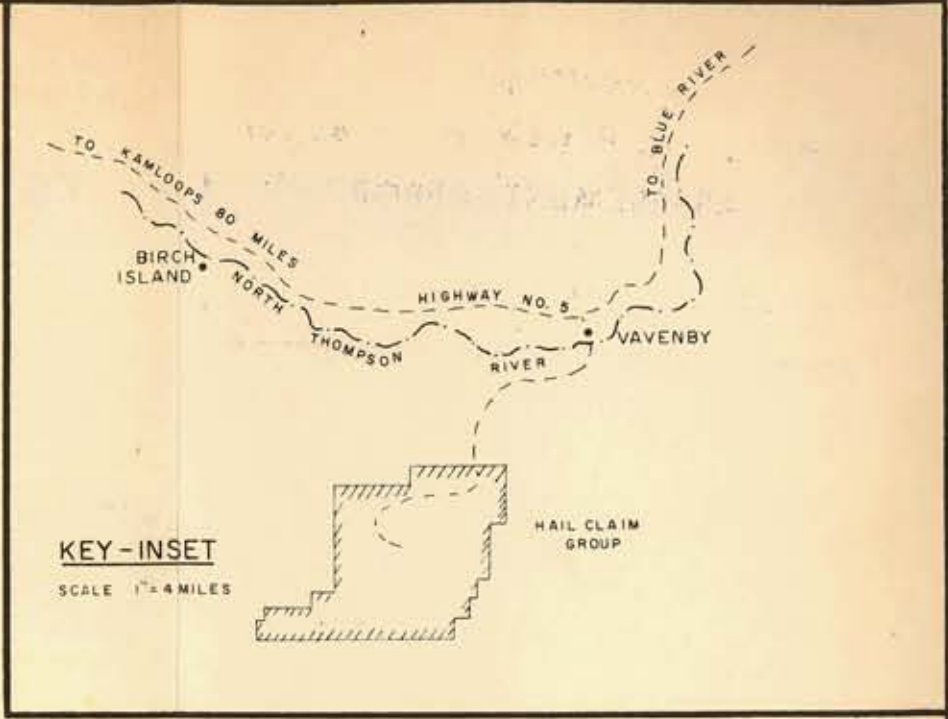 TO BLUE RIVER
TO KAMLOOPS 80 MILES
BIRCH
ISLAND
NORTH THOMPSON RIVER
HIGHWAY NO. 5
VAVENBY
HAIL CLAIM
GROUP
KEY-INSET
SCALE 1"=4 MILES